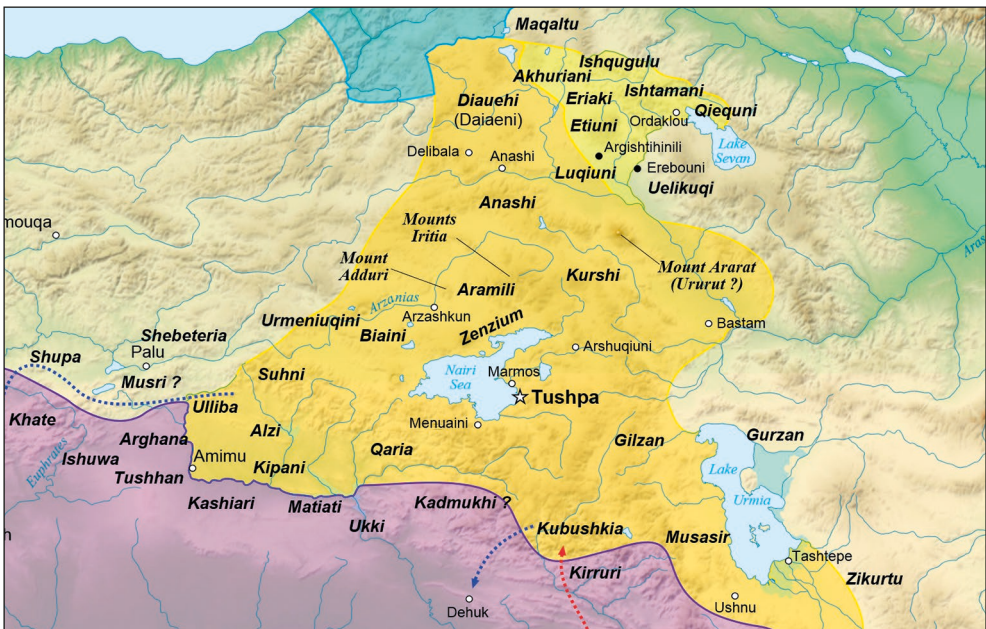 Maqaltu
Ishqugulu
Akhuriani
Ishtamani
Diauehi
(Daiaeni)
Eriaki
Qiequni
Ordaklou
Etiuni
Lake
Sevan
Delibala
Anashi
Argishtihinili
Erebouni
Luqiuni
Uelikuqi
Anashi
mouqa
Mounts
Iritia
Aras
Mount
Adduri
Kurshi
Mount Ararat
(Ururut ?)
Aramili
Arzanias
Arzashkun
Urmeniuqini
Zenzium
Bastam
Biaini
Shebeteria
Palu
Arshuqiuni
Shupa
Musri ?
Suhni
Nairi
Sea
Marmos
Tushpa
Ulliba
Khate
Menuaini
Alzi
Arghana
Gilzan
Gurzan
Qaria
Euphrates
Ishuwa
Amimu
Kipani
Lake
Urmia
Tushhan
Kashiari
Matiati
Kadmukhi ?
Ukki
Kubushkia
h
Musasir
Tashtepe
Kirruri
Zikurtu
Dehuk
Ushnu